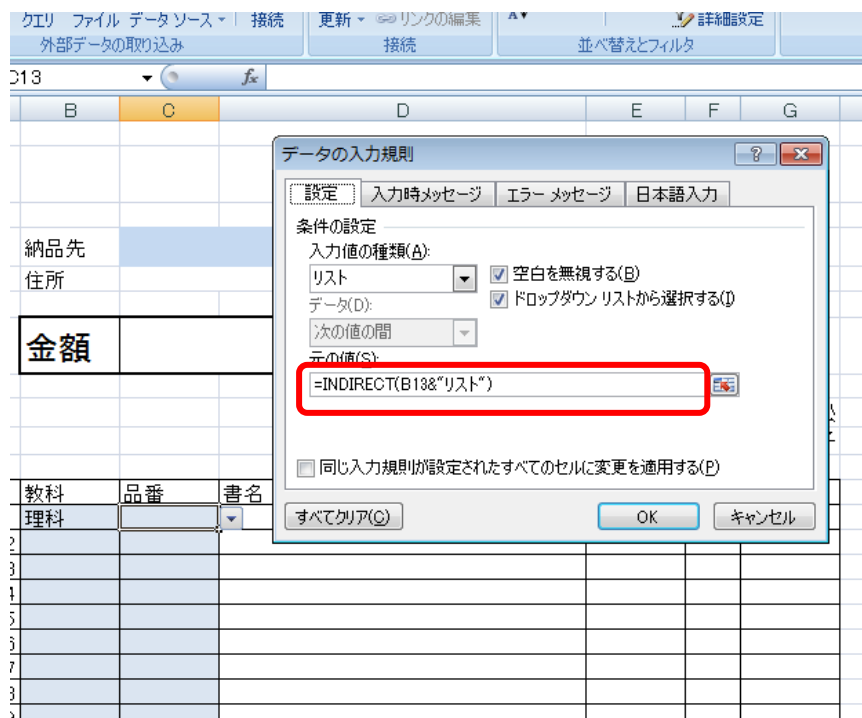 クエリ ファイル データ ソース 接続 更新 リンクの編集 詳細設定
外部データの取り込み 接続 並べ替えとフィルタ
C13 fx
B C D E F G
データの入力規則
設定 入力時メッセージ エラー メッセージ 日本語入力
条件の設定
入力値の種類(A):
リスト 空白を無視する(B)
データ(D): ドロップダウン リストから選択する(I)
次の値の間
元の値(S):
=INDIRECT(B13&"リスト")
同じ入力規則が設定されたすべてのセルに変更を適用する(P)
すべてクリア(C) OK キャンセル
納品先
住所
金額
教科 品番 書名
理科